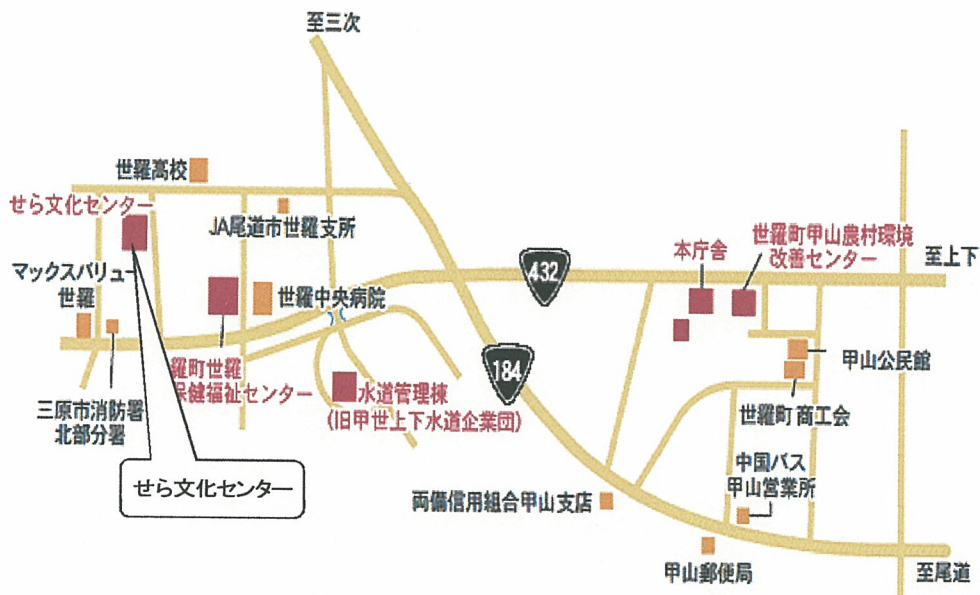 至三次
世羅高校
せら文化センター
JA尾道市世羅支所
マックスバリュー
世羅
世羅中央病院
432
本庁舎
世羅町甲山農村環境
改善センター
至上下
184
羅町世羅
保健福祉センター
三原市消防署
北部分署
水道管理棟
(旧甲世上下水道企業団)
甲山公民館
世羅町商工会
せら文化センター
両備信用組合甲山支店
中国バス
甲山営業所
甲山郵便局
至尾道